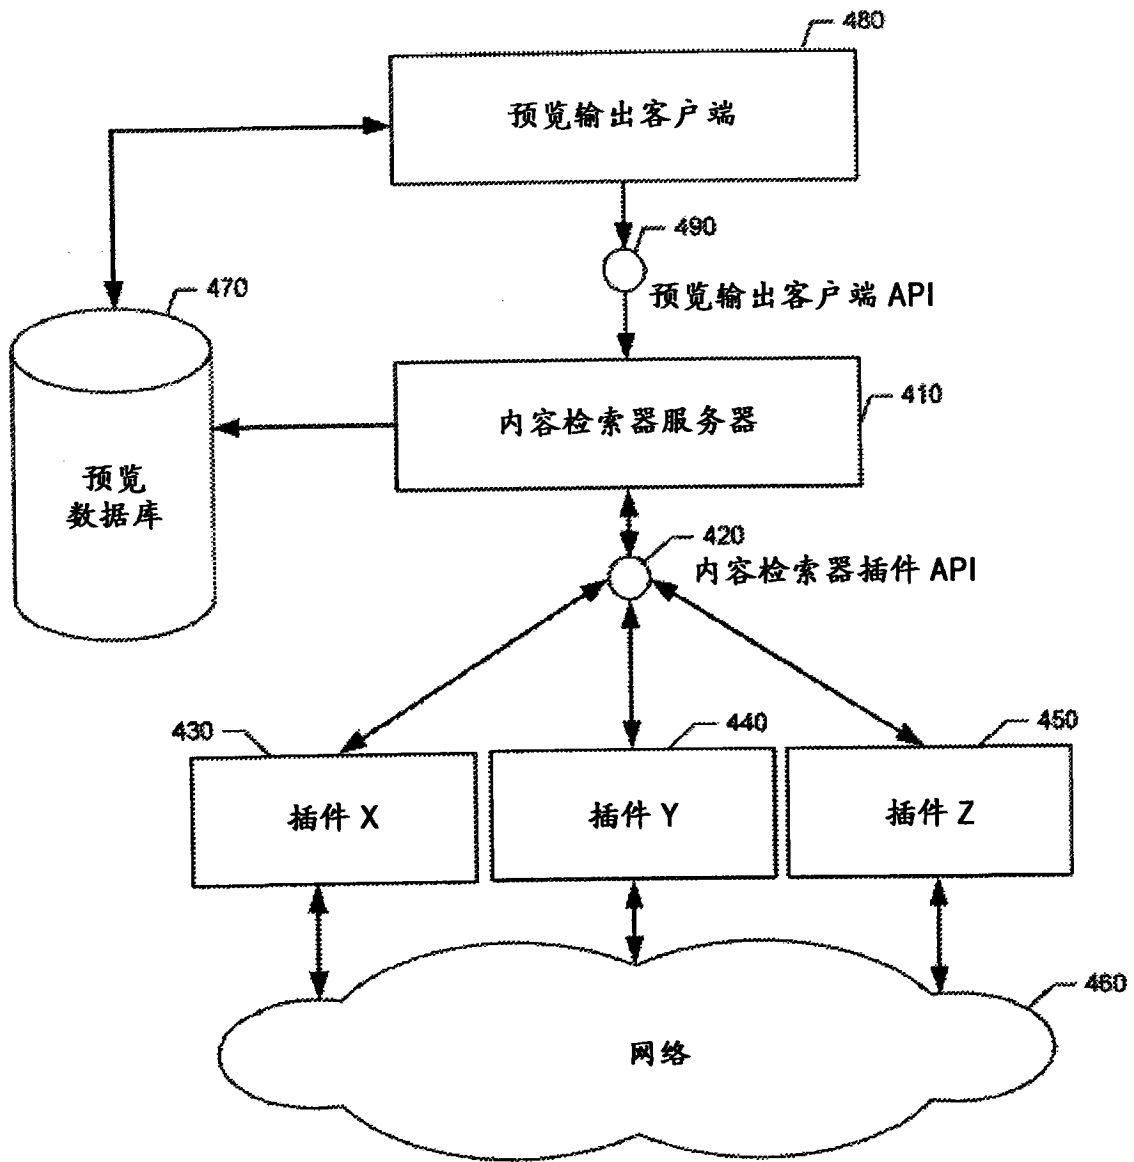 480
预览输出客户端
490
预览输出客户端 API
470
410
内容检索器服务器
预览
数据库
420
内容检索器插件 API
430
440
450
插件 X
插件 Y
插件 Z
460
网络